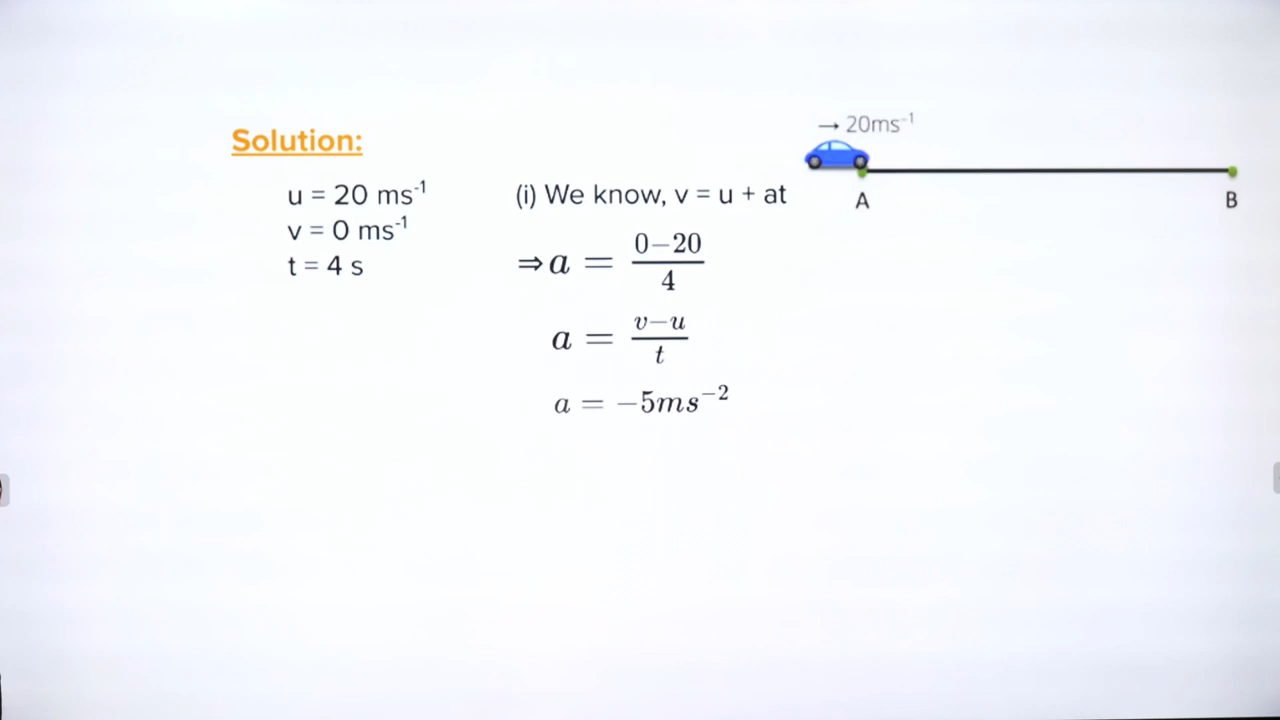 Solution:
u = 20 ms⁻¹
v = 0 ms⁻¹
t = 4 s
(i) We know, v = u + at
⇒ a = (0−20)/4
a = (v−u)/t
a = −5ms⁻²
→ 20ms⁻¹
A
B